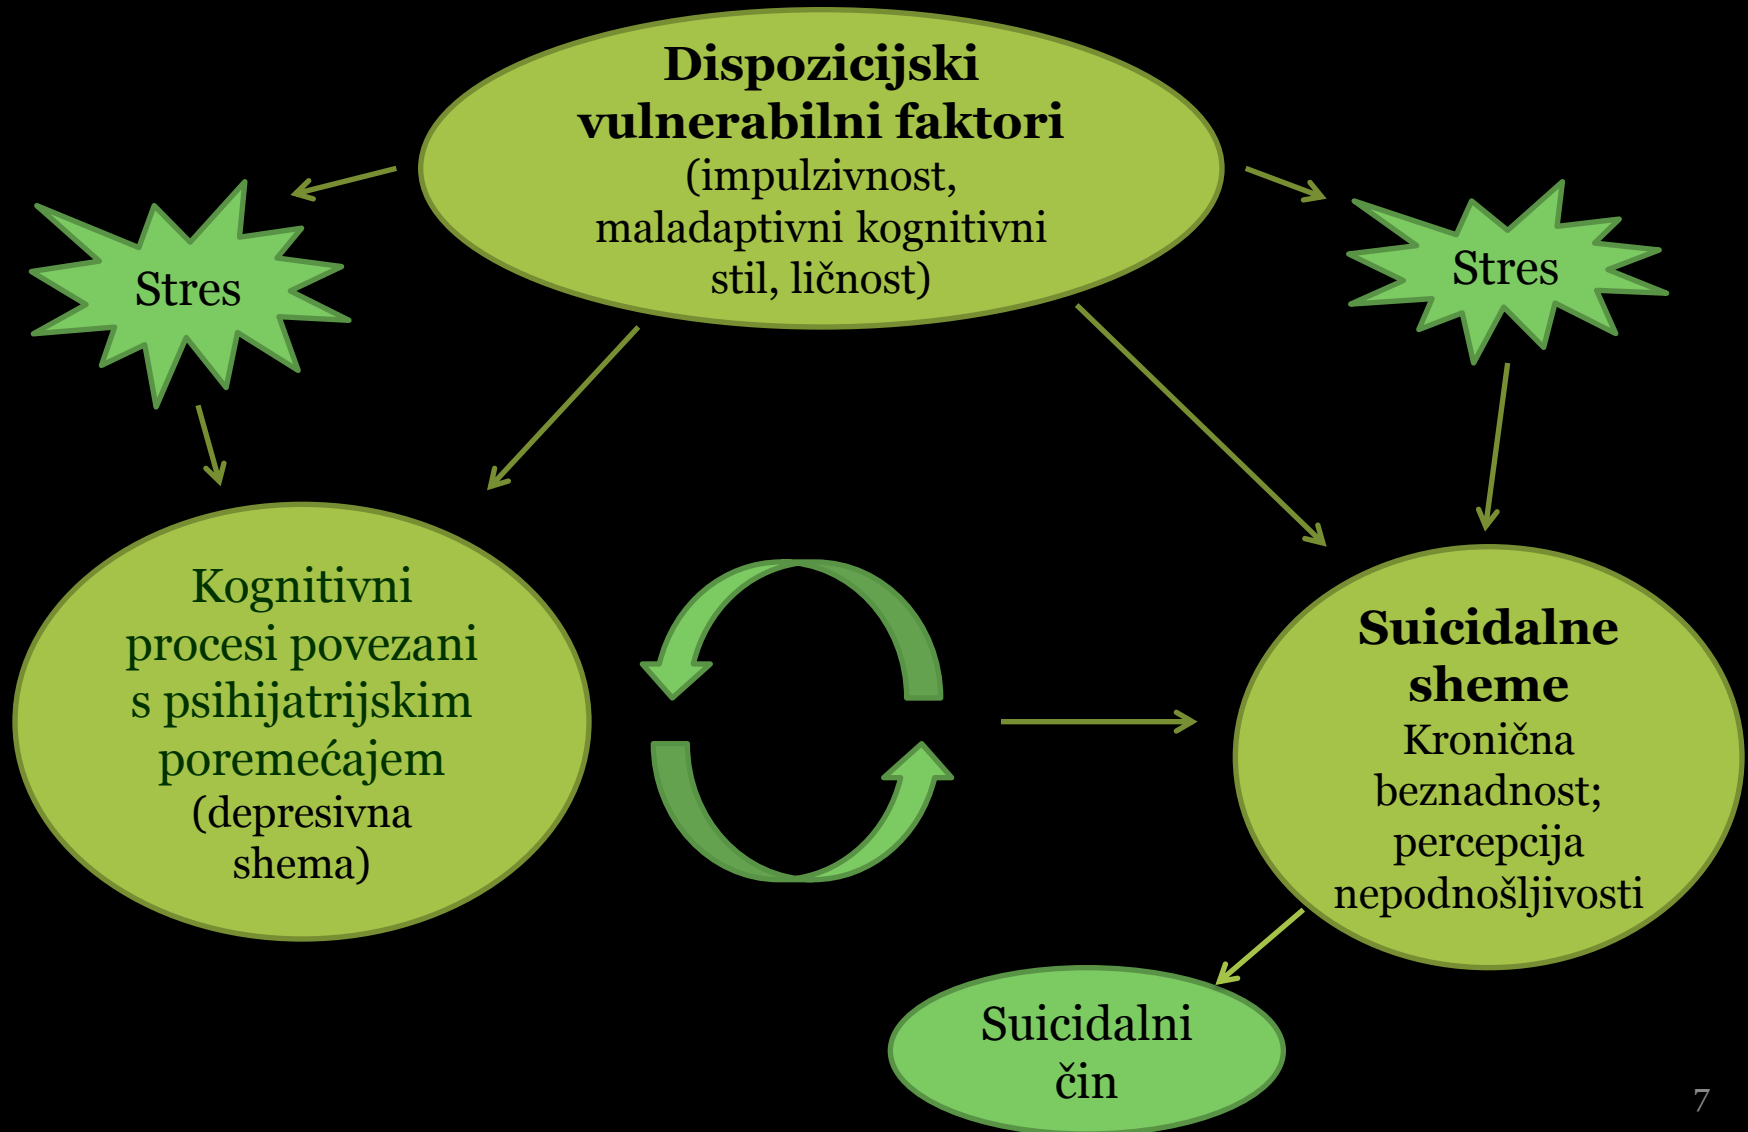 Dispozicijski
vulnerabilni faktori
(impulzivnost,
maladaptivni kognitivni
stil, ličnost)
Stres
Stres
Kognitivni
procesi povezani
s psihijatrijskim
poremećajem
(depresivna
shema)
Suicidalne
sheme
Kronična
beznadnost;
percepcija
nepodnošljivosti
Suicidalni
čin
7